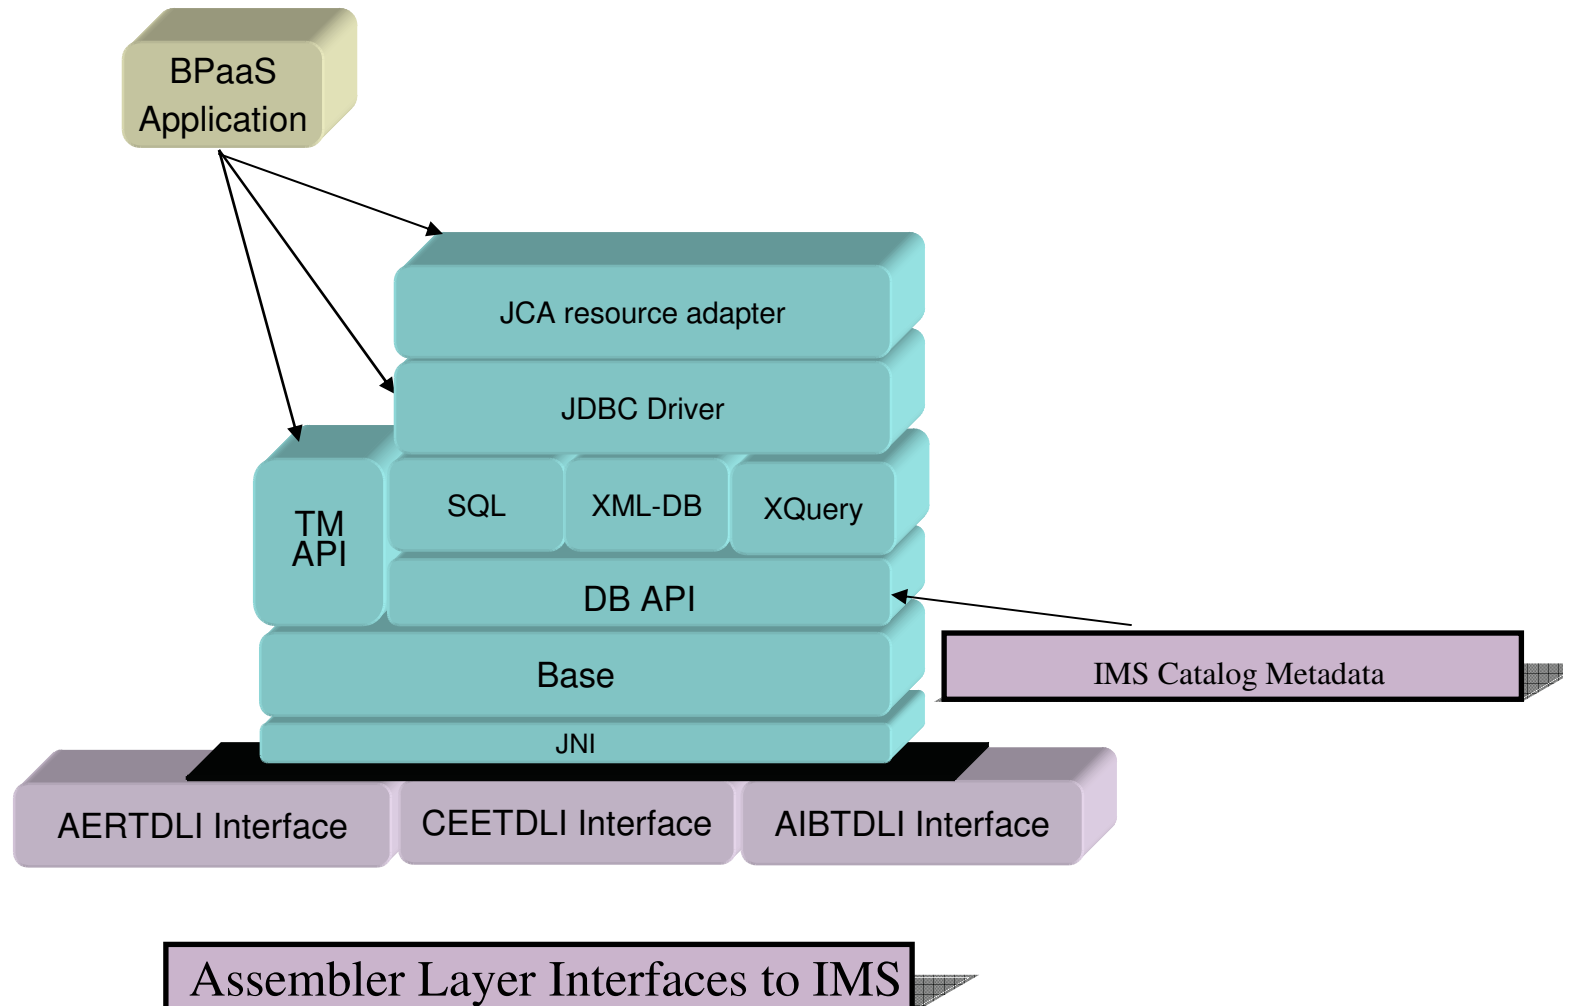 BPaaS
Application
JCA resource adapter
JDBC Driver
SQL
XML-DB
XQuery
TM
API
DB API
Base
IMS Catalog Metadata
JNI
AERTDLI Interface
CEETDLI Interface
AIBTDLI Interface
Assembler Layer Interfaces to IMS